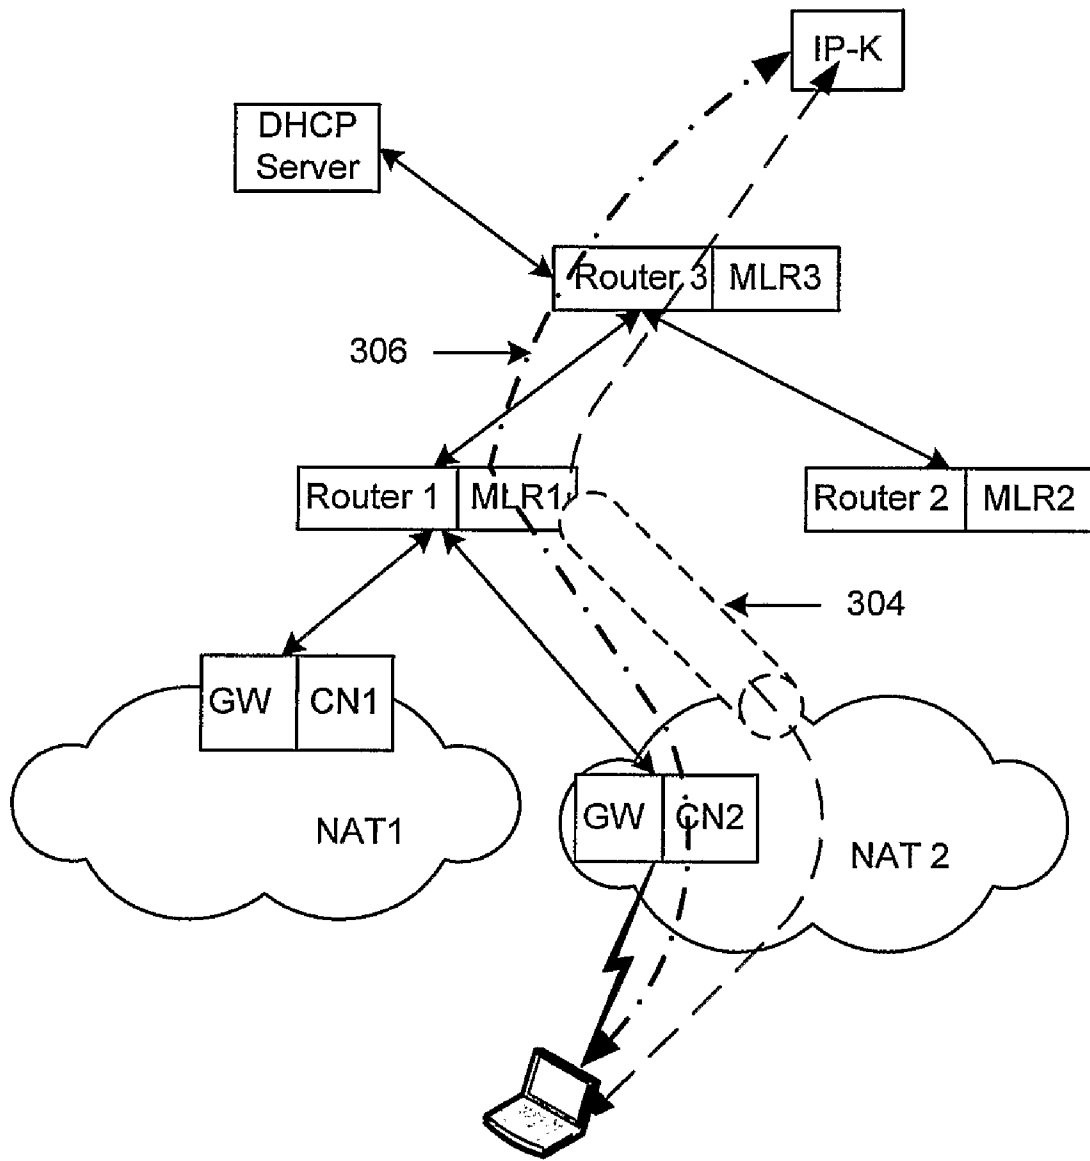 IP-K
DHCP
Server
Router 3
MLR3
306
Router 1
MLR1
Router 2
MLR2
304
GW
CN1
NAT1
GW
CN2
NAT 2